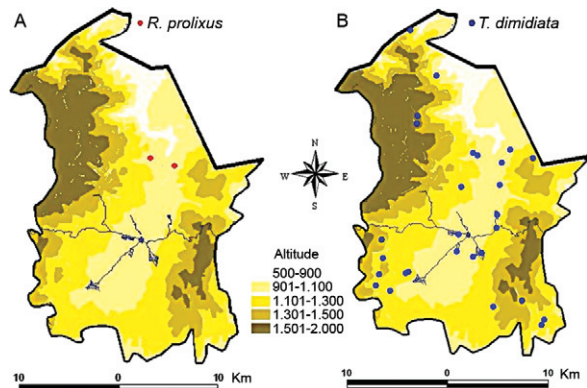 A
R. prolixus
B
T. dimidiata
N
W E
S
Altitude
500-900
901-1.100
1.101-1.300
1.301-1.500
1.501-2.000
10 0 10 Km
10 0 10 Km